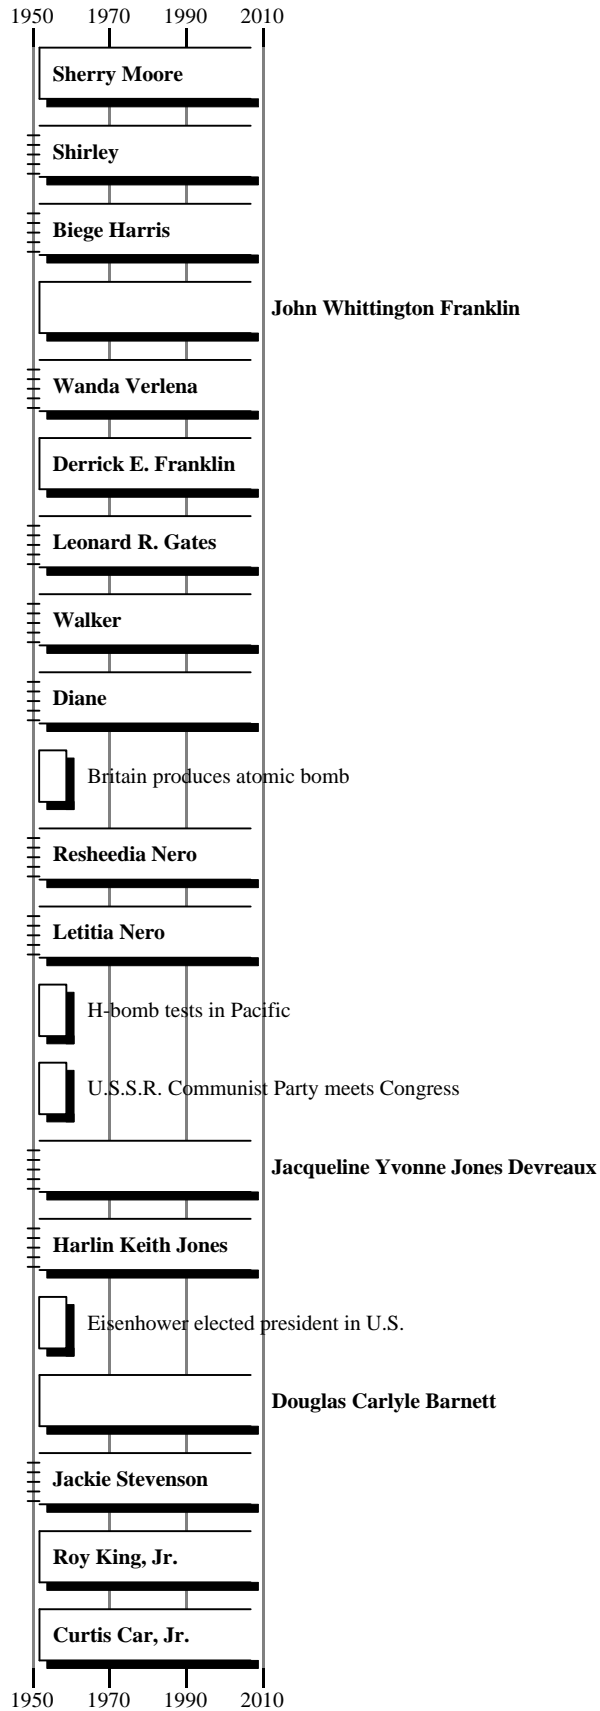 1950 1970 1990 2010
Sherry Moore
Shirley
Biege Harris
John Whittington Franklin
Wanda Verlena
Derrick E. Franklin
Leonard R. Gates
Walker
Diane
Britain produces atomic bomb
Resheedia Nero
Letitia Nero
H-bomb tests in Pacific
U.S.S.R. Communist Party meets Congress
Jacqueline Yvonne Jones Devreaux
Harlin Keith Jones
Eisenhower elected president in U.S.
Douglas Carlyle Barnett
Jackie Stevenson
Roy King, Jr.
Curtis Car, Jr.
1950 1970 1990 2010